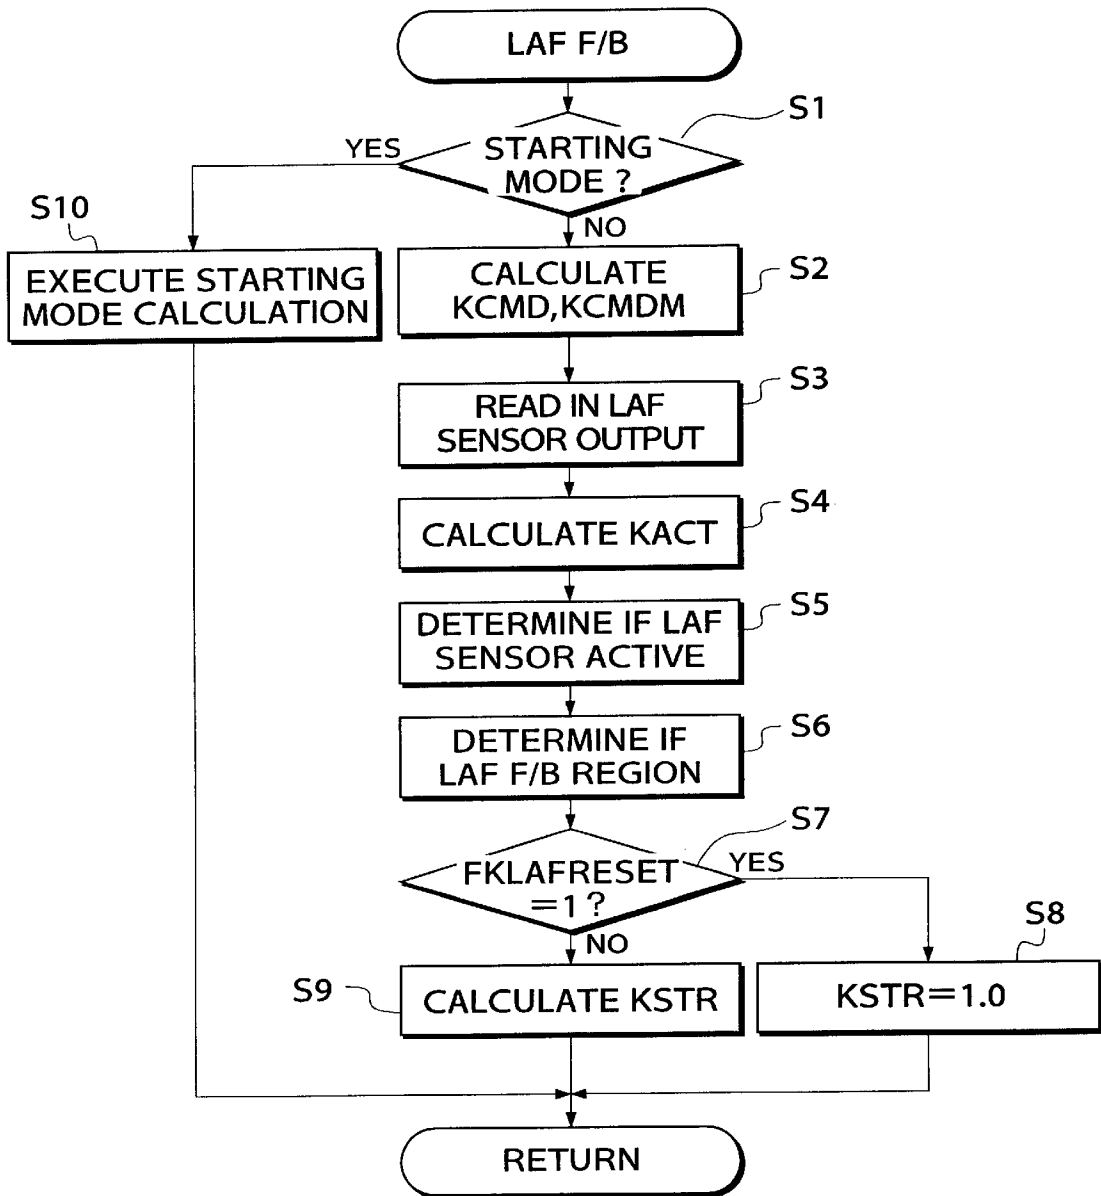 LAF F/B
S1
YES
STARTING
MODE ?
S10
NO
EXECUTE STARTING
MODE CALCULATION
CALCULATE
KCMD,KCMDM
S2
S3
READ IN LAF
SENSOR OUTPUT
S4
CALCULATE KACT
S5
DETERMINE IF LAF
SENSOR ACTIVE
S6
DETERMINE IF
LAF F/B REGION
S7
FKLAFRESET
=1?
YES
NO
S8
S9
CALCULATE KSTR
KSTR=1.0
RETURN